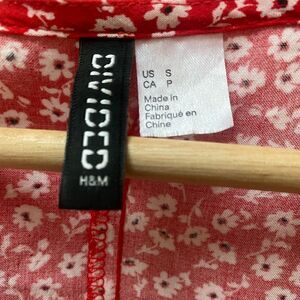 DIVIDED
H&M
US S
CA P
Made in
China
Fabriqué en
Chine